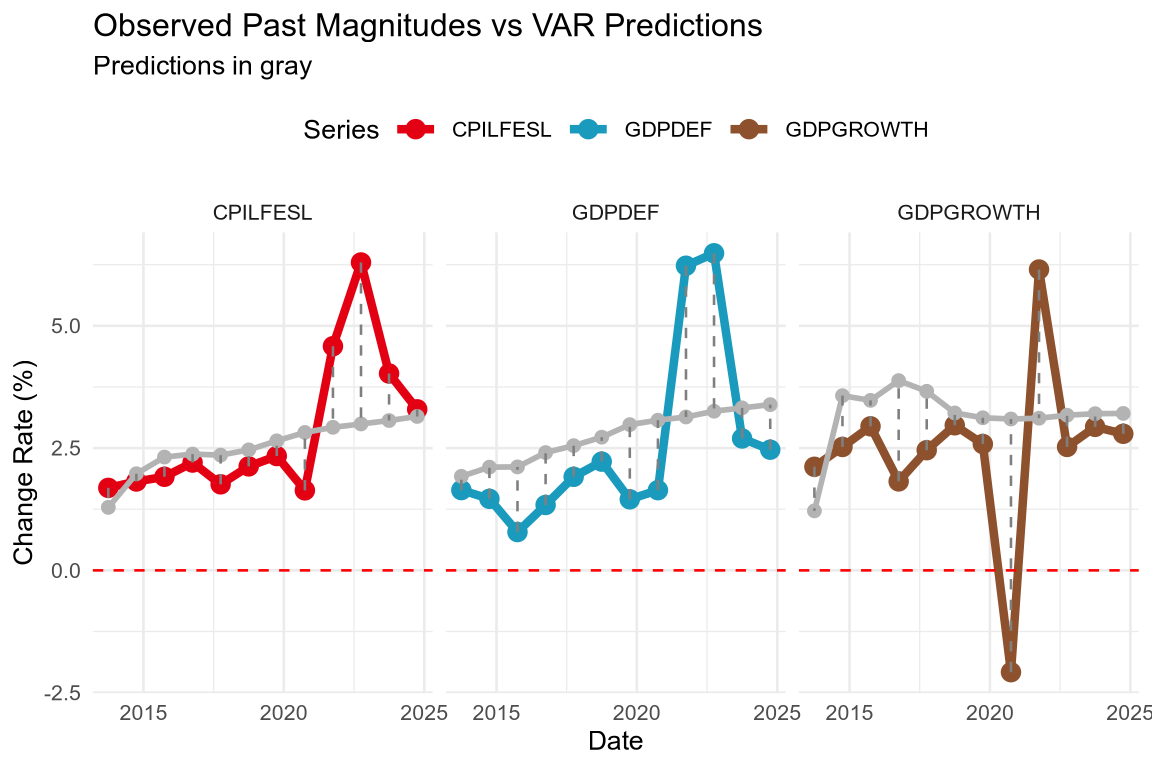 Observed Past Magnitudes vs VAR Predictions
Predictions in gray
Series CPILFESL GDPDEF GDPGROWTH
CPILFESL GDPDEF GDPGROWTH
Change Rate (%)
5.0
2.5
0.0
-2.5
2015 2020 2025 2015 2020 2025 2015 2020 2025
Date